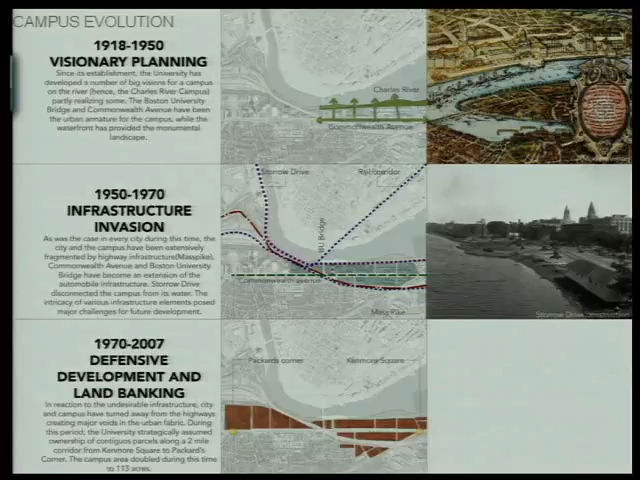 CAMPUS EVOLUTION
1918-1950
VISIONARY PLANNING
Since its establishment, the University has
developed a number of big visions for a campus
on the river (hence, the Charles River Campus)
partly realizing some. The Boston University
Bridge and Commonwealth Avenue have been
the urban armature for the campus, while the
waterfront has provided the monumental
landscape.
Charles River
Commonwealth Avenue
1950-1970
INFRASTRUCTURE
INVASION
As was the case in every city during this time, the
city and the campus have been extensively
fragmented by highway infrastructure(Masspike),
Commonwealth Avenue and Boston University
Bridge have become an extension of the
automobile infrastructure. Storrow Drive
disconnected the campus from its water. The
intricacy of various infrastructure elements posed
major challenges for future development.
Storrow Drive
Rail corridor
BU Bridge
Commonwealth avenue
Mass Pike
Storrow Drive construction
1970-2007
DEFENSIVE
DEVELOPMENT AND
LAND BANKING
In reaction to the undesirable infrastructure, city
and campus have turned away from the highways
creating major voids in the urban fabric. During
this period, the University strategically assumed
ownership of contiguos parcels along a 2 mile
corridor from Kenmore Square to Packard's
Corner. The campus area doubled during this time
to 113 acres.
Packards corner
Kenmore Square